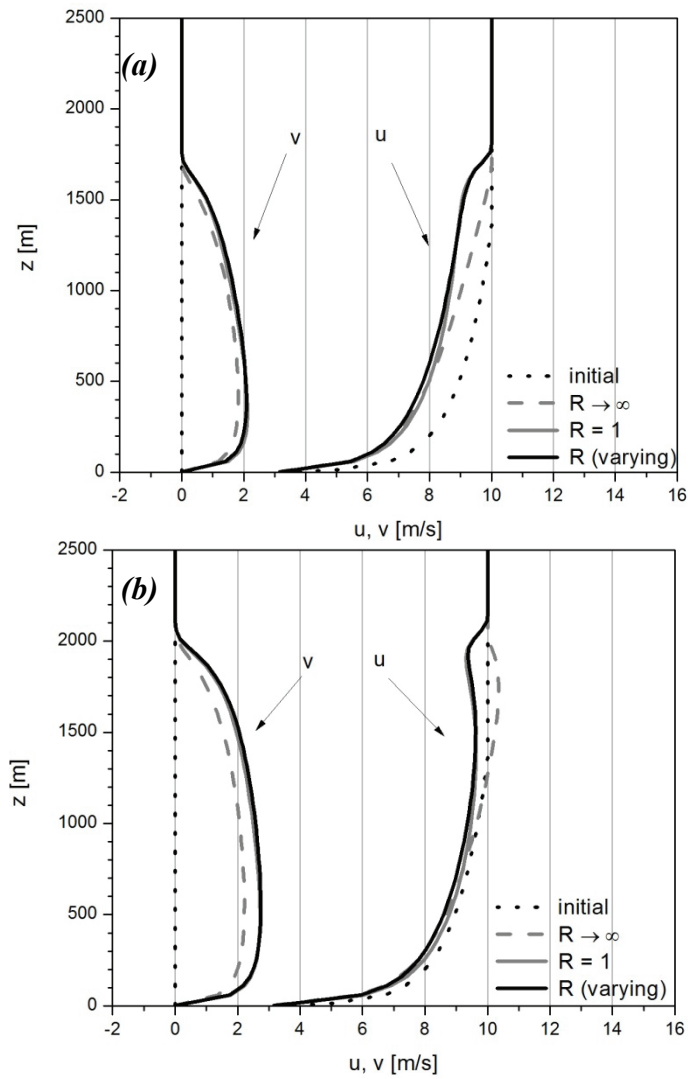 2500
(a)
2000
v
u
1500
z [m]
1000
500
initial
R → ∞
R = 1
R (varying)
0
-2 0 2 4 6 8 10 12 14 16
u, v [m/s]
2500
(b)
2000
v
u
1500
z [m]
1000
500
initial
R → ∞
R = 1
R (varying)
0
-2 0 2 4 6 8 10 12 14 16
u, v [m/s]